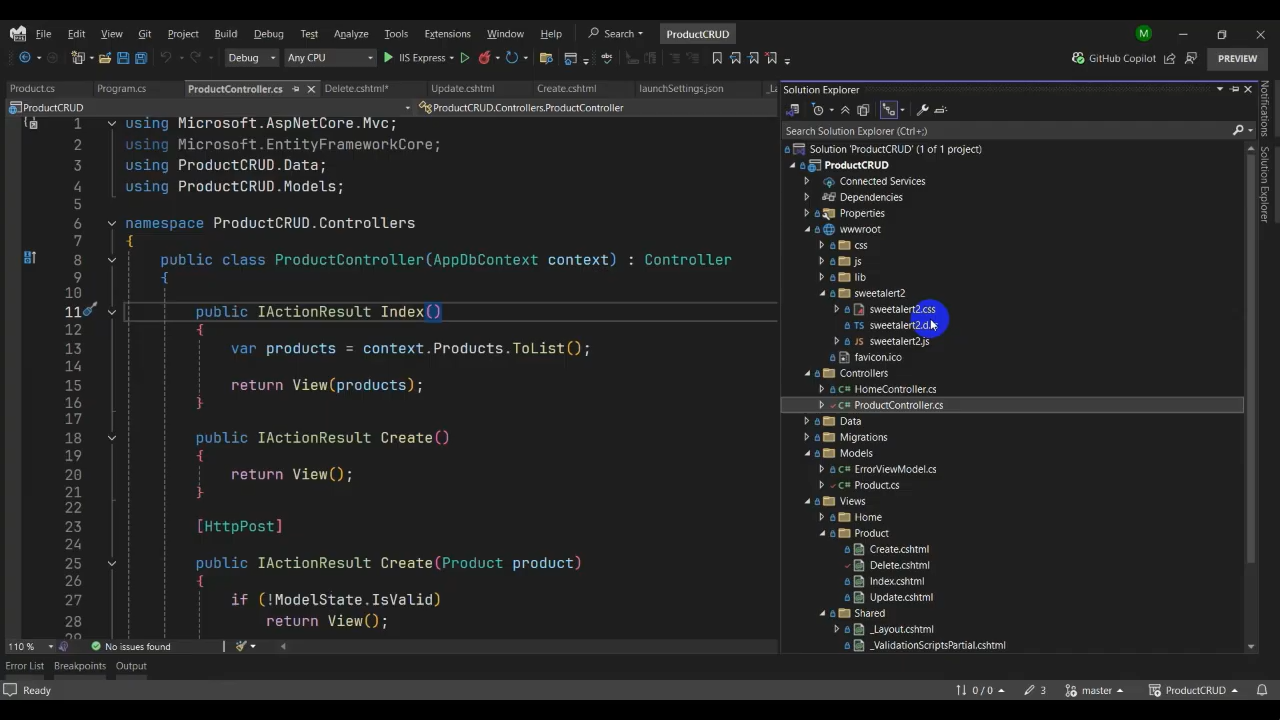 File Edit View Git Project Build Debug Test Analyze Tools Extensions Window Help Search ProductCRUD M
Debug Any CPU IIS Express GitHub Copilot PREVIEW
Product.cs Program.cs ProductController.cs Delete.cshtml* Update.cshtml Create.cshtml launchSettings.json
ProductCRUD ProductCRUD.Controllers.ProductController
1 using Microsoft.AspNetCore.Mvc;
2 using Microsoft.EntityFrameworkCore;
3 using ProductCRUD.Data;
4 using ProductCRUD.Models;
5
6 namespace ProductCRUD.Controllers
7 {
8 public class ProductController(AppDbContext context) : Controller
9 {
10
11 public IActionResult Index()
12 {
13 var products = context.Products.ToList();
14
15 return View(products);
16 }
17
18 public IActionResult Create()
19 {
20 return View();
21 }
22
23 [HttpPost]
24
25 public IActionResult Create(Product product)
26 {
27 if (!ModelState.IsValid)
28 return View();
29
110 % No issues found
Solution Explorer
Search Solution Explorer (Ctrl+;)
Solution 'ProductCRUD' (1 of 1 project)
ProductCRUD
Connected Services
Dependencies
Properties
wwwroot
css
js
lib
sweetalert2
sweetalert2.css
TS sweetalert2.d.
JS sweetalert2.js
favicon.ico
Controllers
C# HomeController.cs
C# ProductController.cs
Data
Migrations
Models
C# ErrorViewModel.cs
C# Product.cs
Views
Home
Product
Create.cshtml
Delete.cshtml
Index.cshtml
Update.cshtml
Shared
_Layout.cshtml
_ValidationScriptsPartial.cshtml
Notifications
Solution Explorer
Error List Breakpoints Output
Ready 0 / 0 3 master ProductCRUD